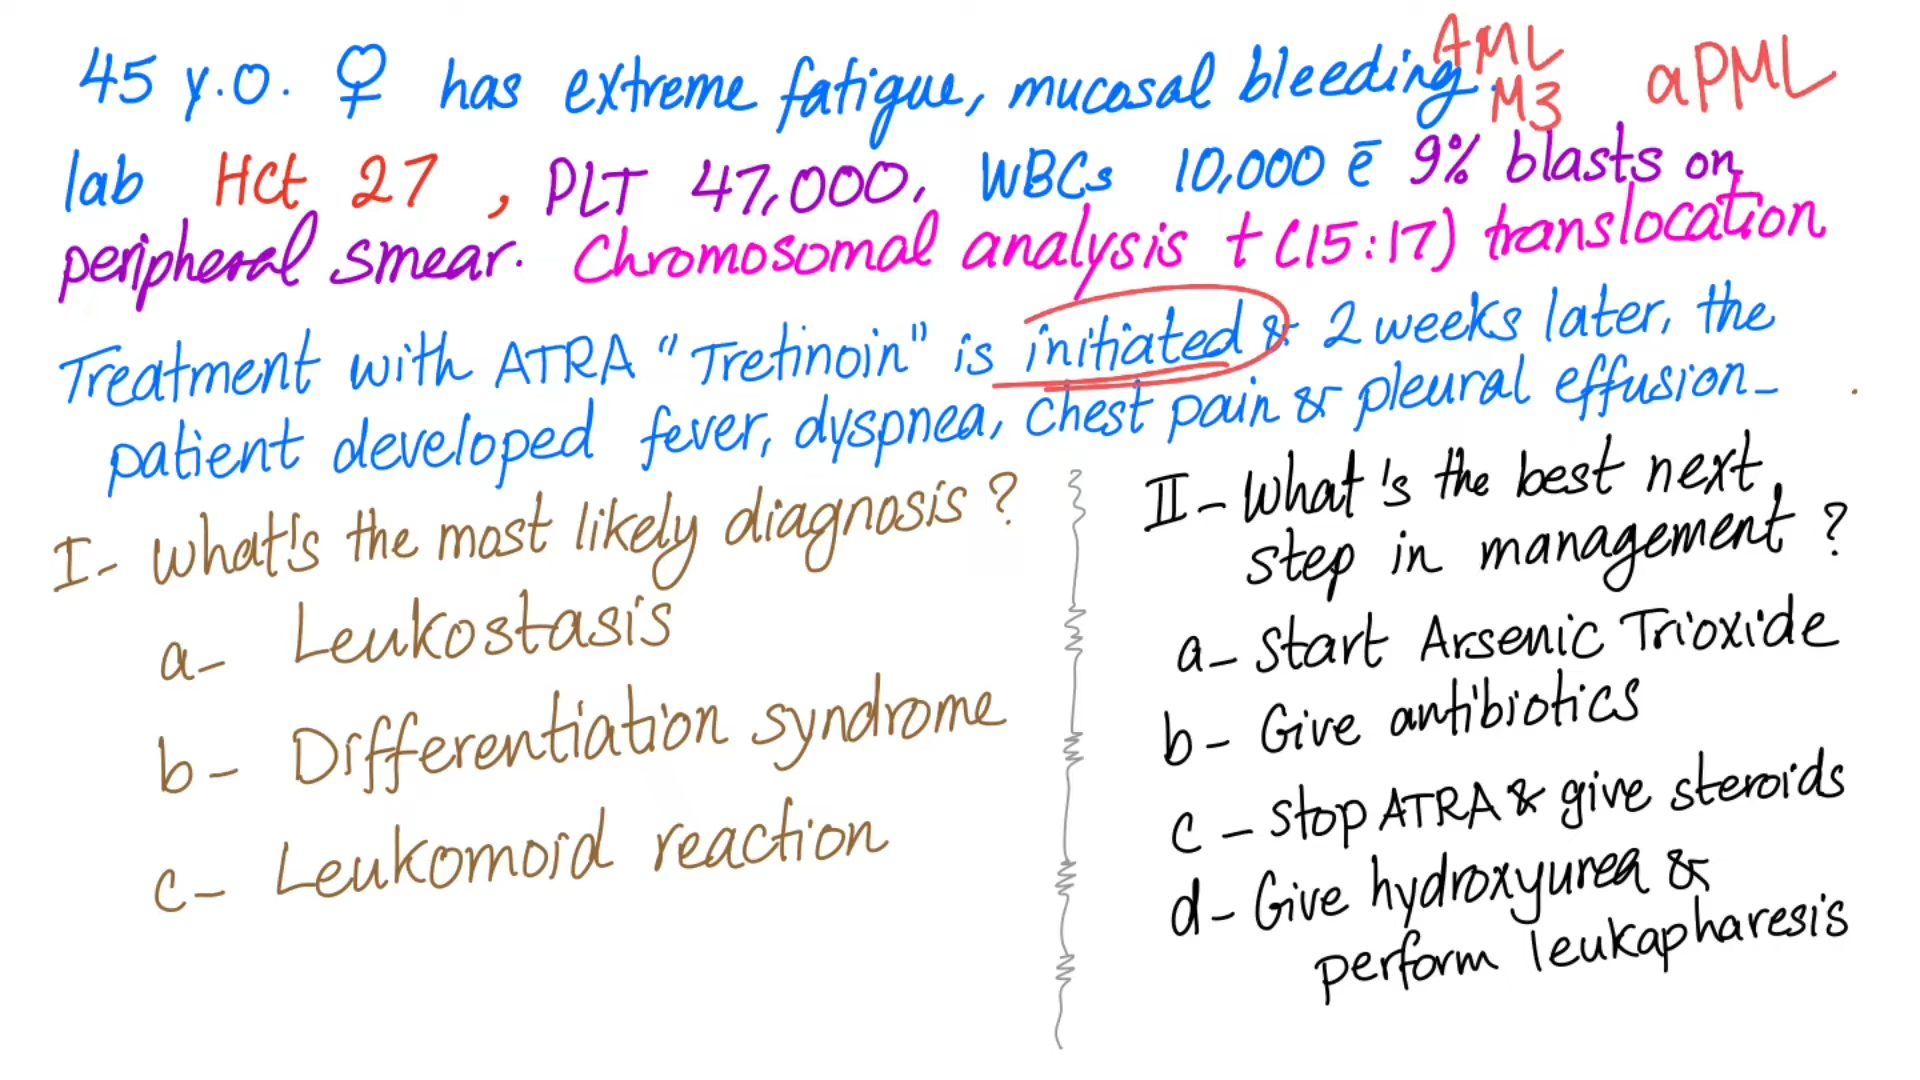 45 y.o. ♀ has extreme fatigue, mucosal bleeding.
AML
M3
aPML
lab Hct 27 , PLT 47,000, WBCs 10,000 c̄ 9% blasts on
peripheral smear. Chromosomal analysis t(15:17) translocation
Treatment with ATRA "Tretinoin" is initiated & 2 weeks later, the
patient developed fever, dyspnea, chest pain & pleural effusion_
I- What's the most likely diagnosis ?
a- Leukostasis
b- Differentiation syndrome
c- Leukomoid reaction
II- What's the best next
step in management ?
a- Start Arsenic Trioxide
b- Give antibiotics
c- Stop ATRA & give steroids
d- Give hydroxyurea &
perform leukapharesis